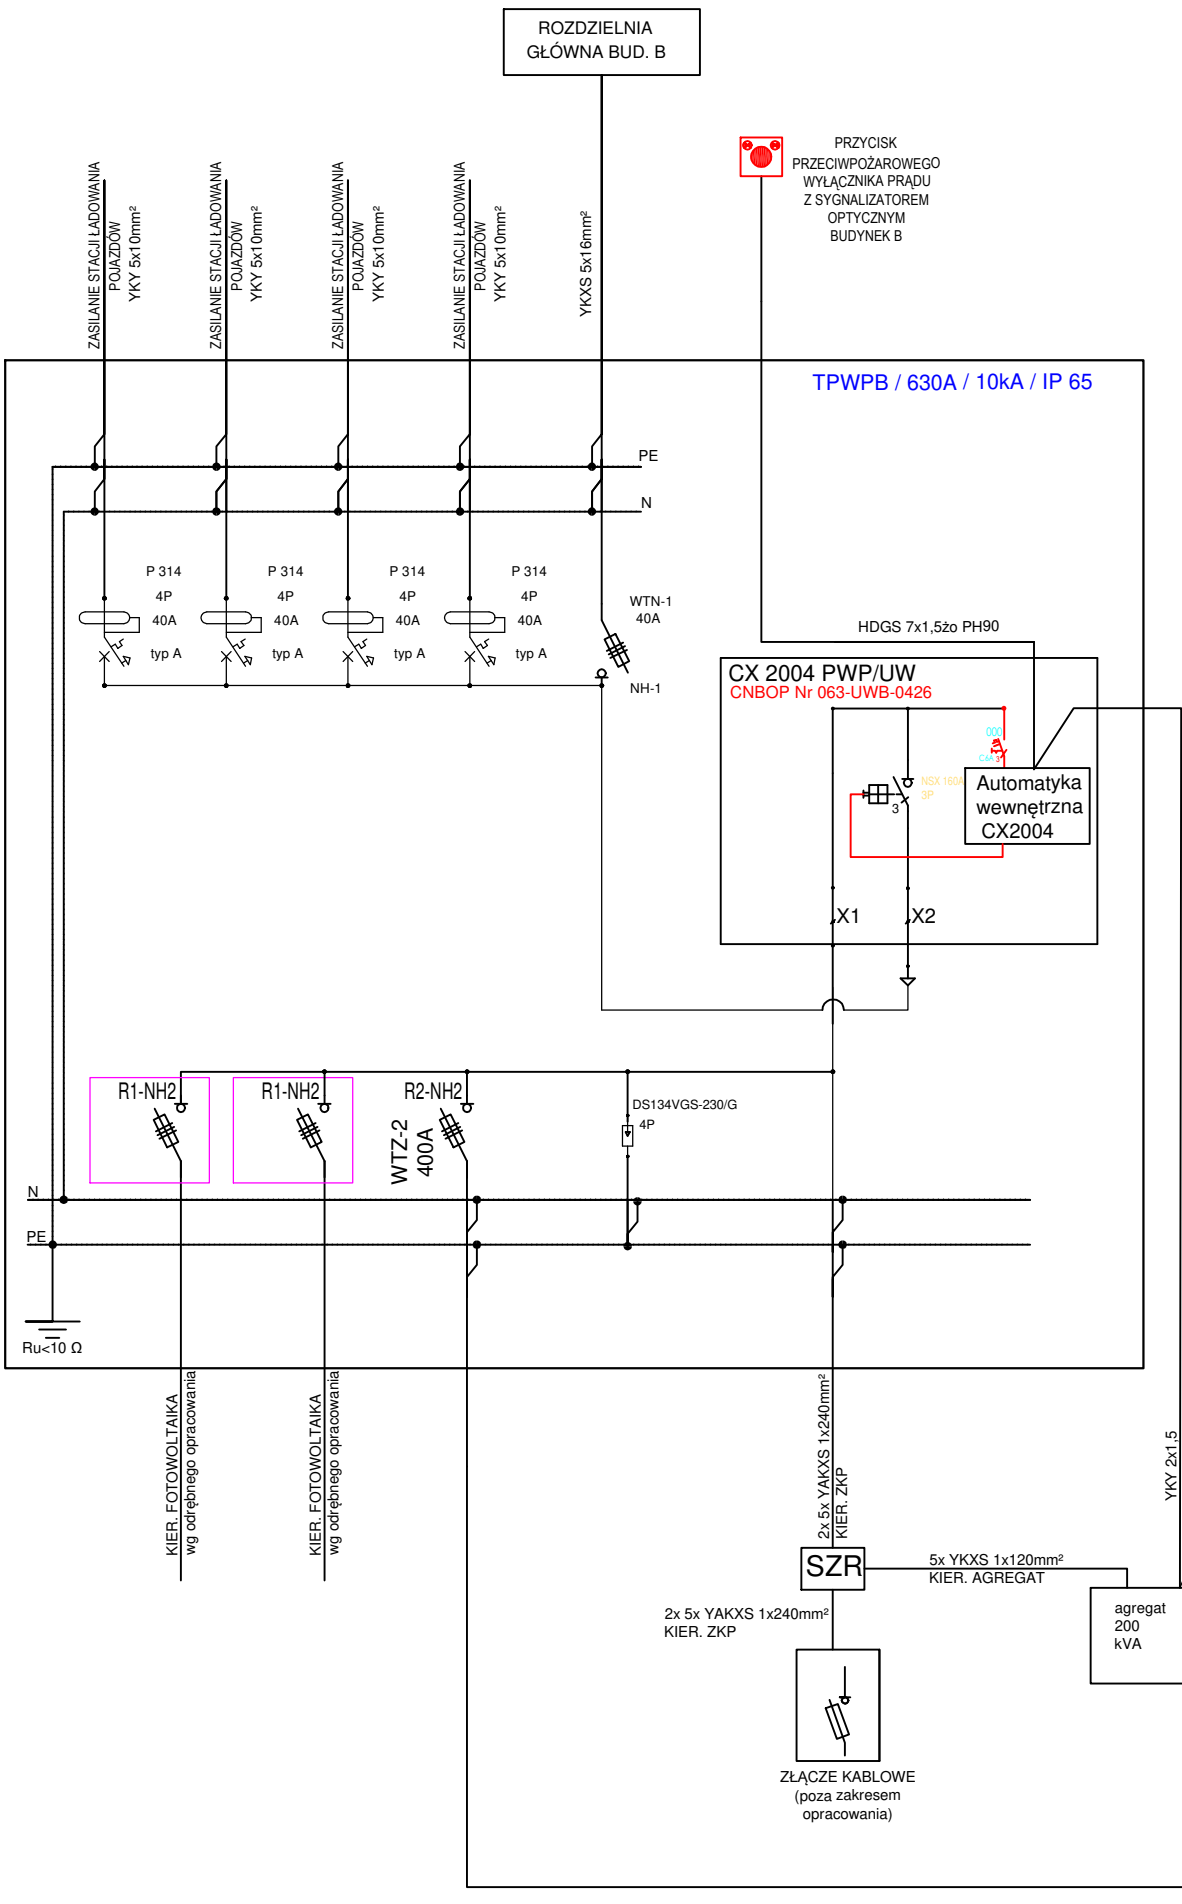 ROZDZIELNIA
GŁÓWNA BUD. B
PRZYCISK
PRZECIWPOŻAROWEGO
WYŁĄCZNIKA PRĄDU
Z SYGNALIZATOREM
OPTYCZNYM
BUDYNEK B
ZASILANIE STACJI ŁADOWANIA
POJAZDÓW
YKY 5x10mm²
ZASILANIE STACJI ŁADOWANIA
POJAZDÓW
YKY 5x10mm²
ZASILANIE STACJI ŁADOWANIA
POJAZDÓW
YKY 5x10mm²
ZASILANIE STACJI ŁADOWANIA
POJAZDÓW
YKY 5x10mm²
YKXS 5x16mm²
TPWPB / 630A / 10kA / IP 65
PE
N
P 314
4P
40A
typ A
P 314
4P
40A
typ A
P 314
4P
40A
typ A
P 314
4P
40A
typ A
WTN-1
40A
NH-1
HDGS 7x1,5żo PH90
CX 2004 PWP/UW
CNBOP Nr 063-UWB-0426
000
C6A
3
NSX 160A
3P
3
Automatyka
wewnętrzna
CX2004
X1
X2
R1-NH2
R1-NH2
R2-NH2
WTZ-2
400A
DS134VGS-230/G
4P
N
PE
Ru<10 Ω
KIER. FOTOWOLTAIKA
wg odrębnego opracowania
KIER. FOTOWOLTAIKA
wg odrębnego opracowania
2x 5x YAKXS 1x240mm²
KIER. ZKP
YKY 2x1,5
SZR
5x YKXS 1x120mm²
KIER. AGREGAT
2x 5x YAKXS 1x240mm²
KIER. ZKP
agregat
200
kVA
ZŁĄCZE KABLOWE
(poza zakresem
opracowania)